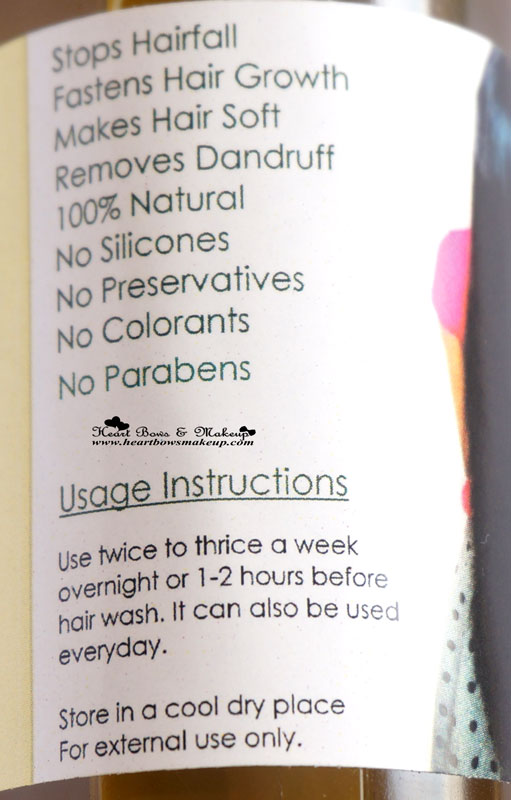 Stops Hairfall
Fastens Hair Growth
Makes Hair Soft
Removes Dandruff
100% Natural
No Silicones
No Preservatives
No Colorants
No Parabens
Heart Bows & Makeup
www.heartbowsmakeup.com
Usage Instructions
Use twice to thrice a week
overnight or 1-2 hours before
hair wash. It can also be used
everyday.
Store in a cool dry place
For external use only.